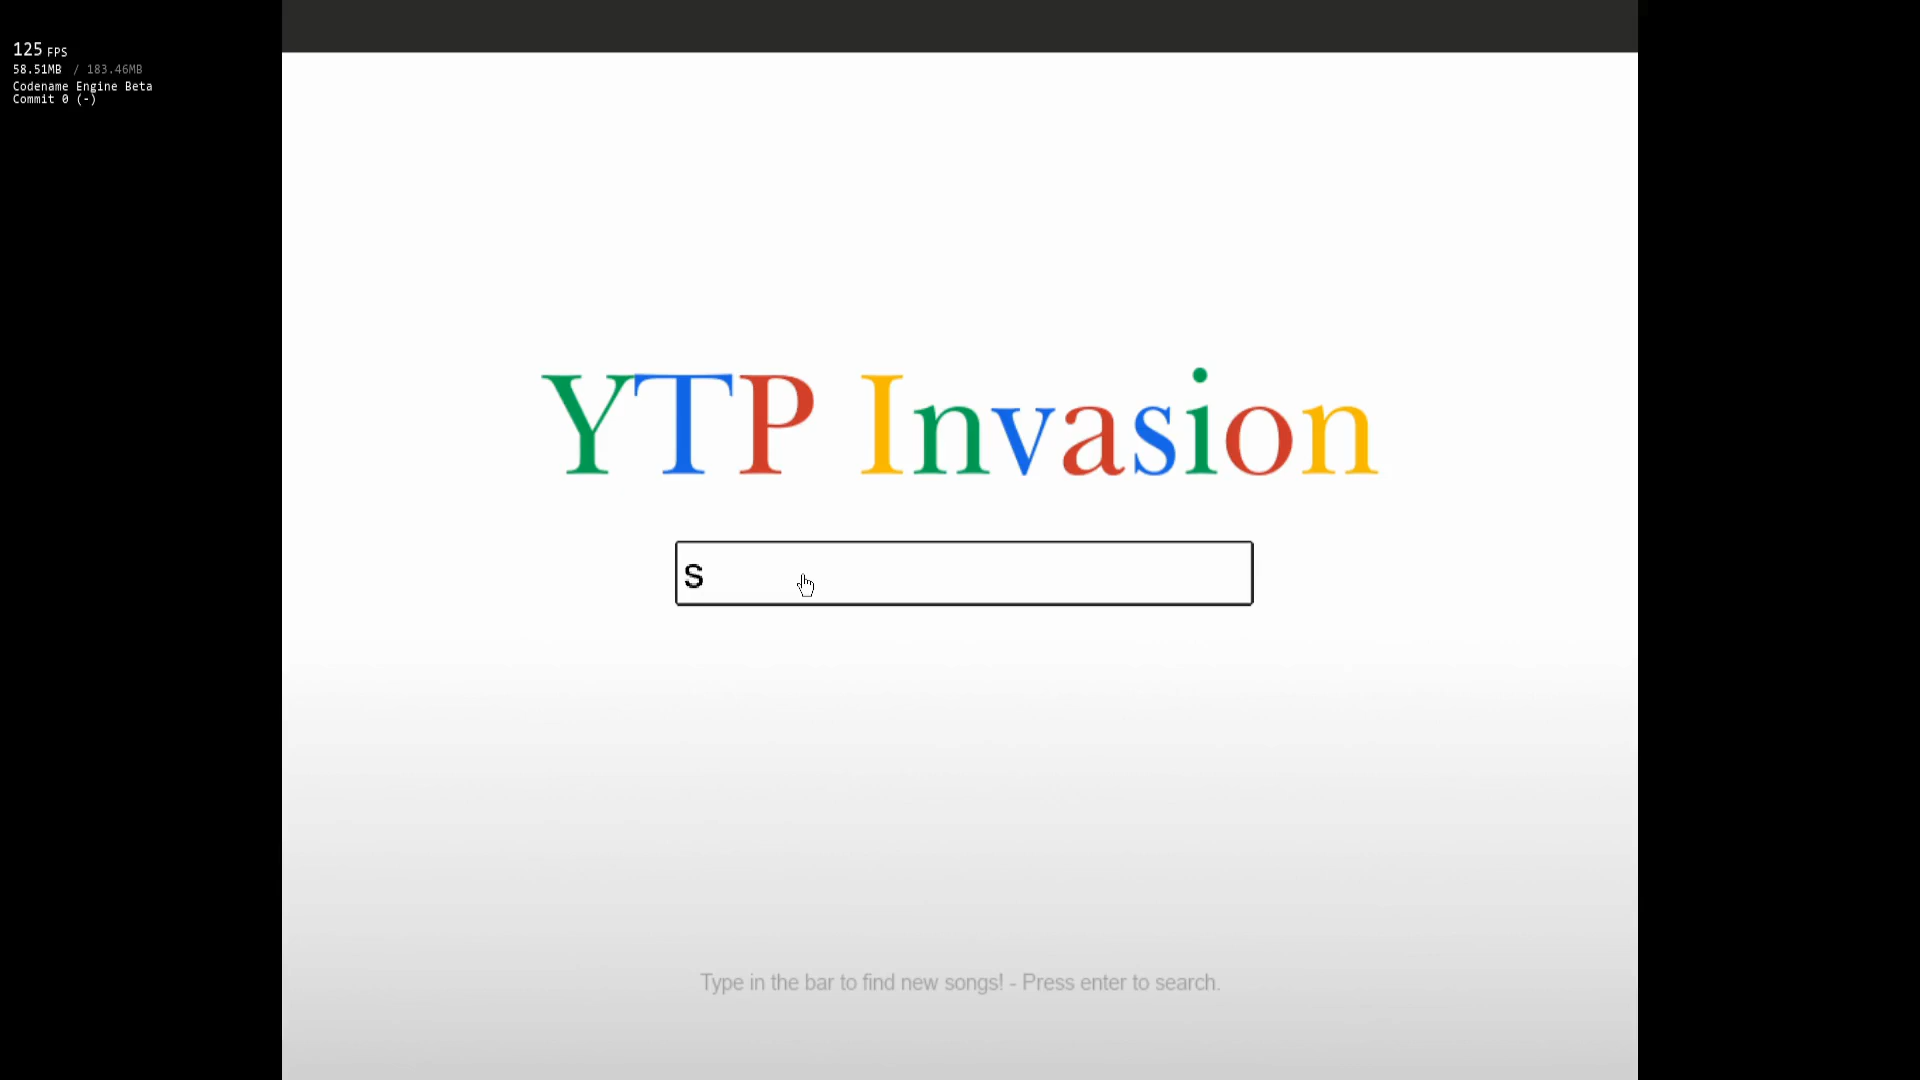 125 FPS
58.51MB / 183.46MB
Codename Engine Beta
Commit 0 (-)
YTP Invasion
s
Type in the bar to find new songs! - Press enter to search.